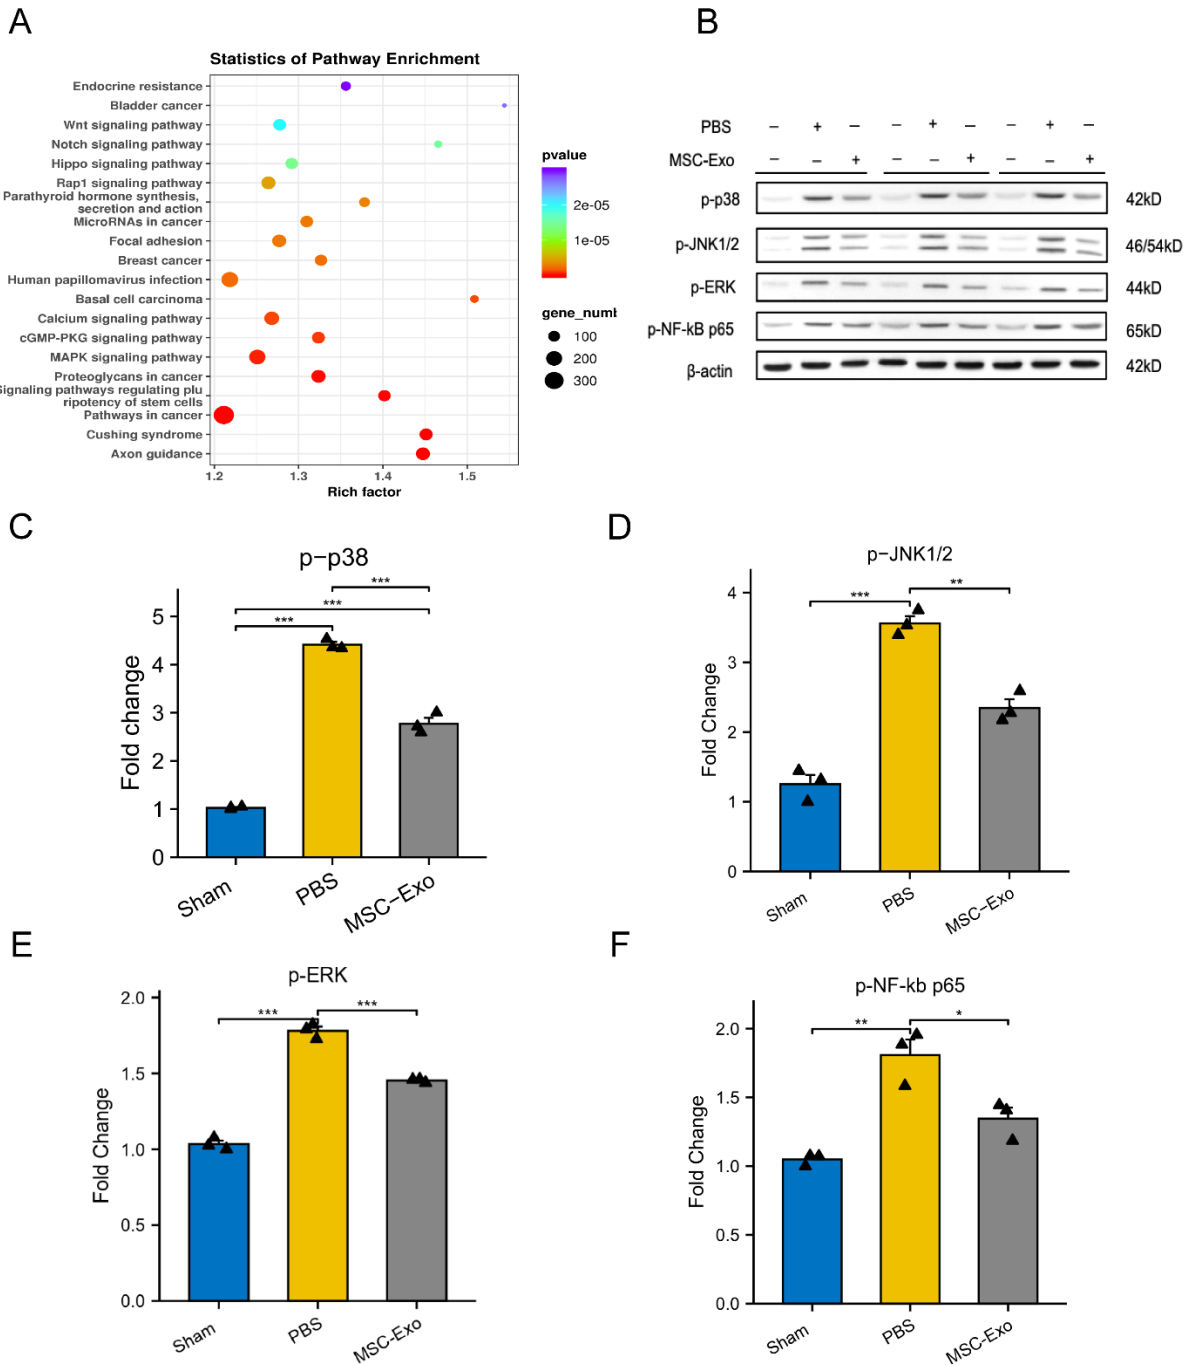 A
Statistics of Pathway Enrichment
Endocrine resistance
Bladder cancer
Wnt signaling pathway
Notch signaling pathway
Hippo signaling pathway
Rap1 signaling pathway
Parathyroid hormone synthesis,
secretion and action
MicroRNAs in cancer
Focal adhesion
Breast cancer
Human papillomavirus infection
Basal cell carcinoma
Calcium signaling pathway
cGMP-PKG signaling pathway
MAPK signaling pathway
Proteoglycans in cancer
Signaling pathways regulating plu
ripotency of stem cells
Pathways in cancer
Cushing syndrome
Axon guidance
1.2 1.3 1.4 1.5
Rich factor
pvalue
2e-05
1e-05
gene_numb
100
200
300
B
PBS − + − − + − − + −
MSC-Exo − − + − − + − − +
p-p38 42kD
p-JNK1/2 46/54kD
p-ERK 44kD
p-NF-kB p65 65kD
β-actin 42kD
C
p−p38
Fold change
5
4
3
2
1
0
***
***
***
Sham PBS MSC−Exo
D
p−JNK1/2
Fold Change
4
3
2
1
0
*** **
Sham PBS MSC−Exo
E
p-ERK
Fold Change
2.0
1.5
1.0
0.5
0.0
*** ***
Sham PBS MSC-Exo
F
p-NF-kb p65
Fold Change
2.0
1.5
1.0
0.5
0.0
** *
Sham PBS MSC-Exo